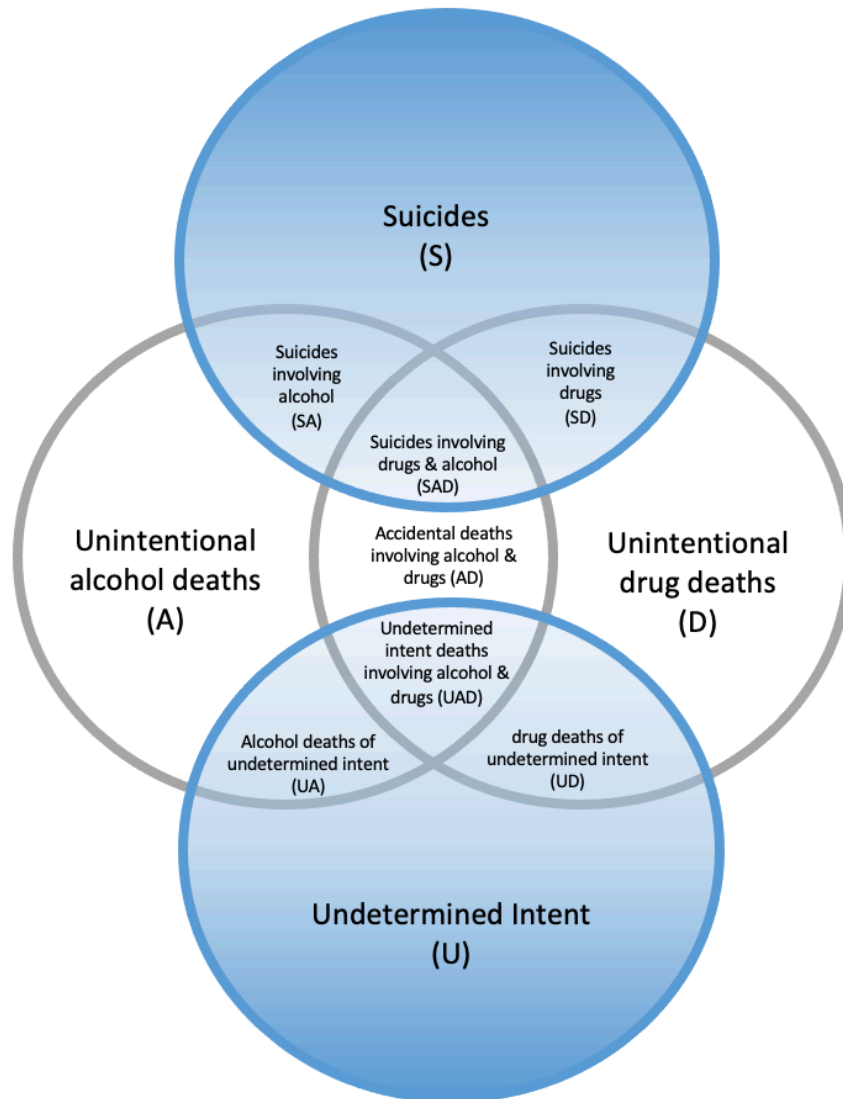 Suicides
(S)
Suicides
involving
alcohol
(SA)
Suicides
involving
drugs
(SD)
Suicides involving
drugs & alcohol
(SAD)
Unintentional
alcohol deaths
(A)
Accidental deaths
involving alcohol &
drugs (AD)
Unintentional
drug deaths
(D)
Undetermined
intent deaths
involving alcohol &
drugs (UAD)
Alcohol deaths of
undetermined intent
(UA)
drug deaths of
undetermined intent
(UD)
Undetermined Intent
(U)